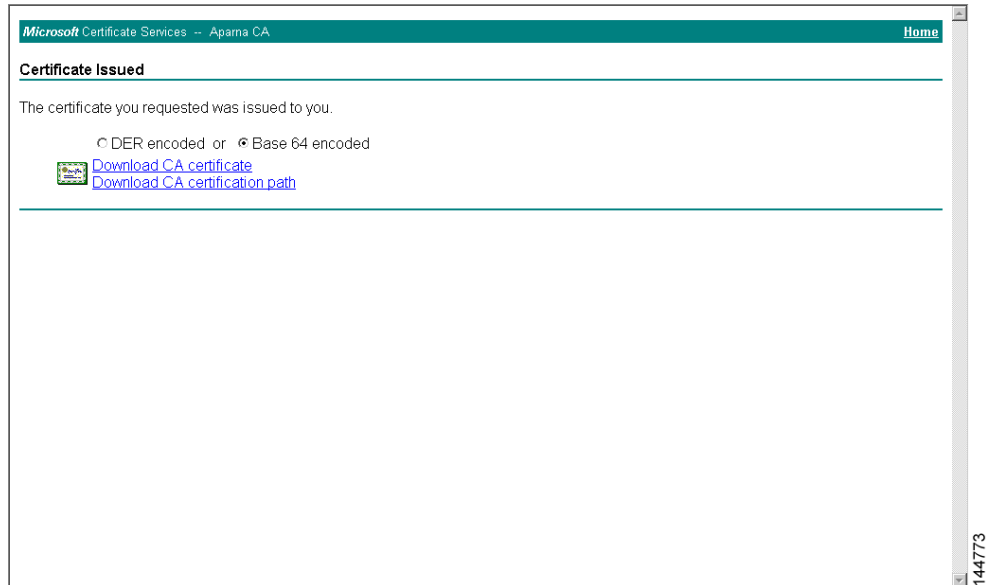 Microsoft Certificate Services -- Aparna CA Home
Certificate Issued
The certificate you requested was issued to you.
DER encoded or Base 64 encoded
Download CA certificate
Download CA certification path
144773